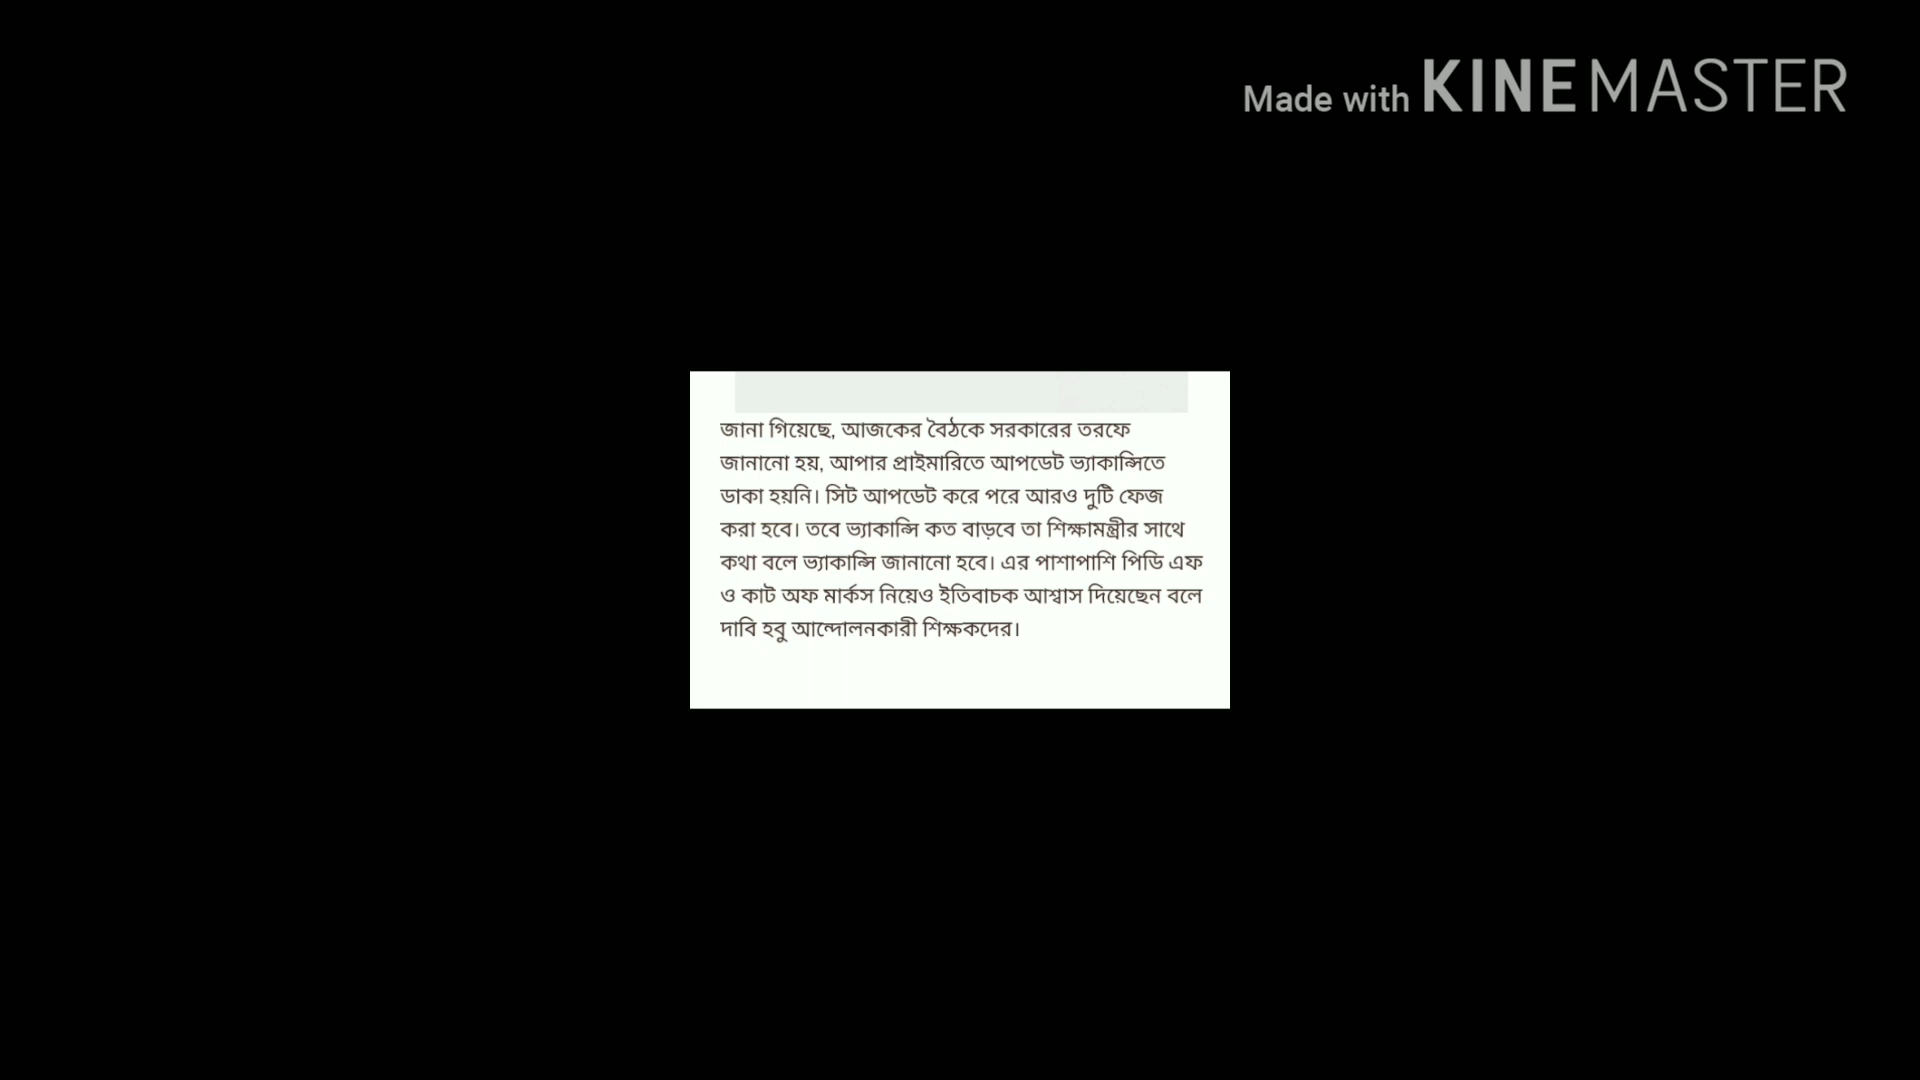 Made with KINEMASTER
জানা গিয়েছে, আজকের বৈঠকে সরকারের তরফে
জানানো হয়, আপার প্রাইমারিতে আপডেট ভ্যাকান্সিতে
ডাকা হয়নি। সিট আপডেট করে পরে আরও দুটি ফেজ
করা হবে। তবে ভ্যাকান্সি কত বাড়বে তা শিক্ষামন্ত্রীর সাথে
কথা বলে ভ্যাকান্সি জানানো হবে। এর পাশাপাশি পিডি এফ
ও কাট অফ মার্কস নিয়েও ইতিবাচক আশ্বাস দিয়েছেন বলে
দাবি হবু আন্দোলনকারী শিক্ষকদের।